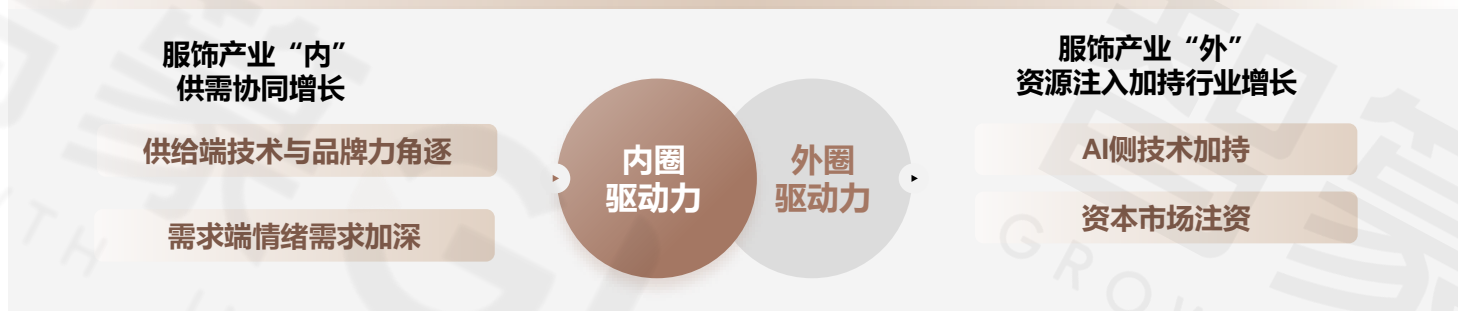 服饰产业“内”
供需协同增长
供给端技术与品牌力角逐
需求端情绪需求加深
内圈
驱动力
外圈
驱动力
服饰产业“外”
资源注入加持行业增长
AI侧技术加持
资本市场注资